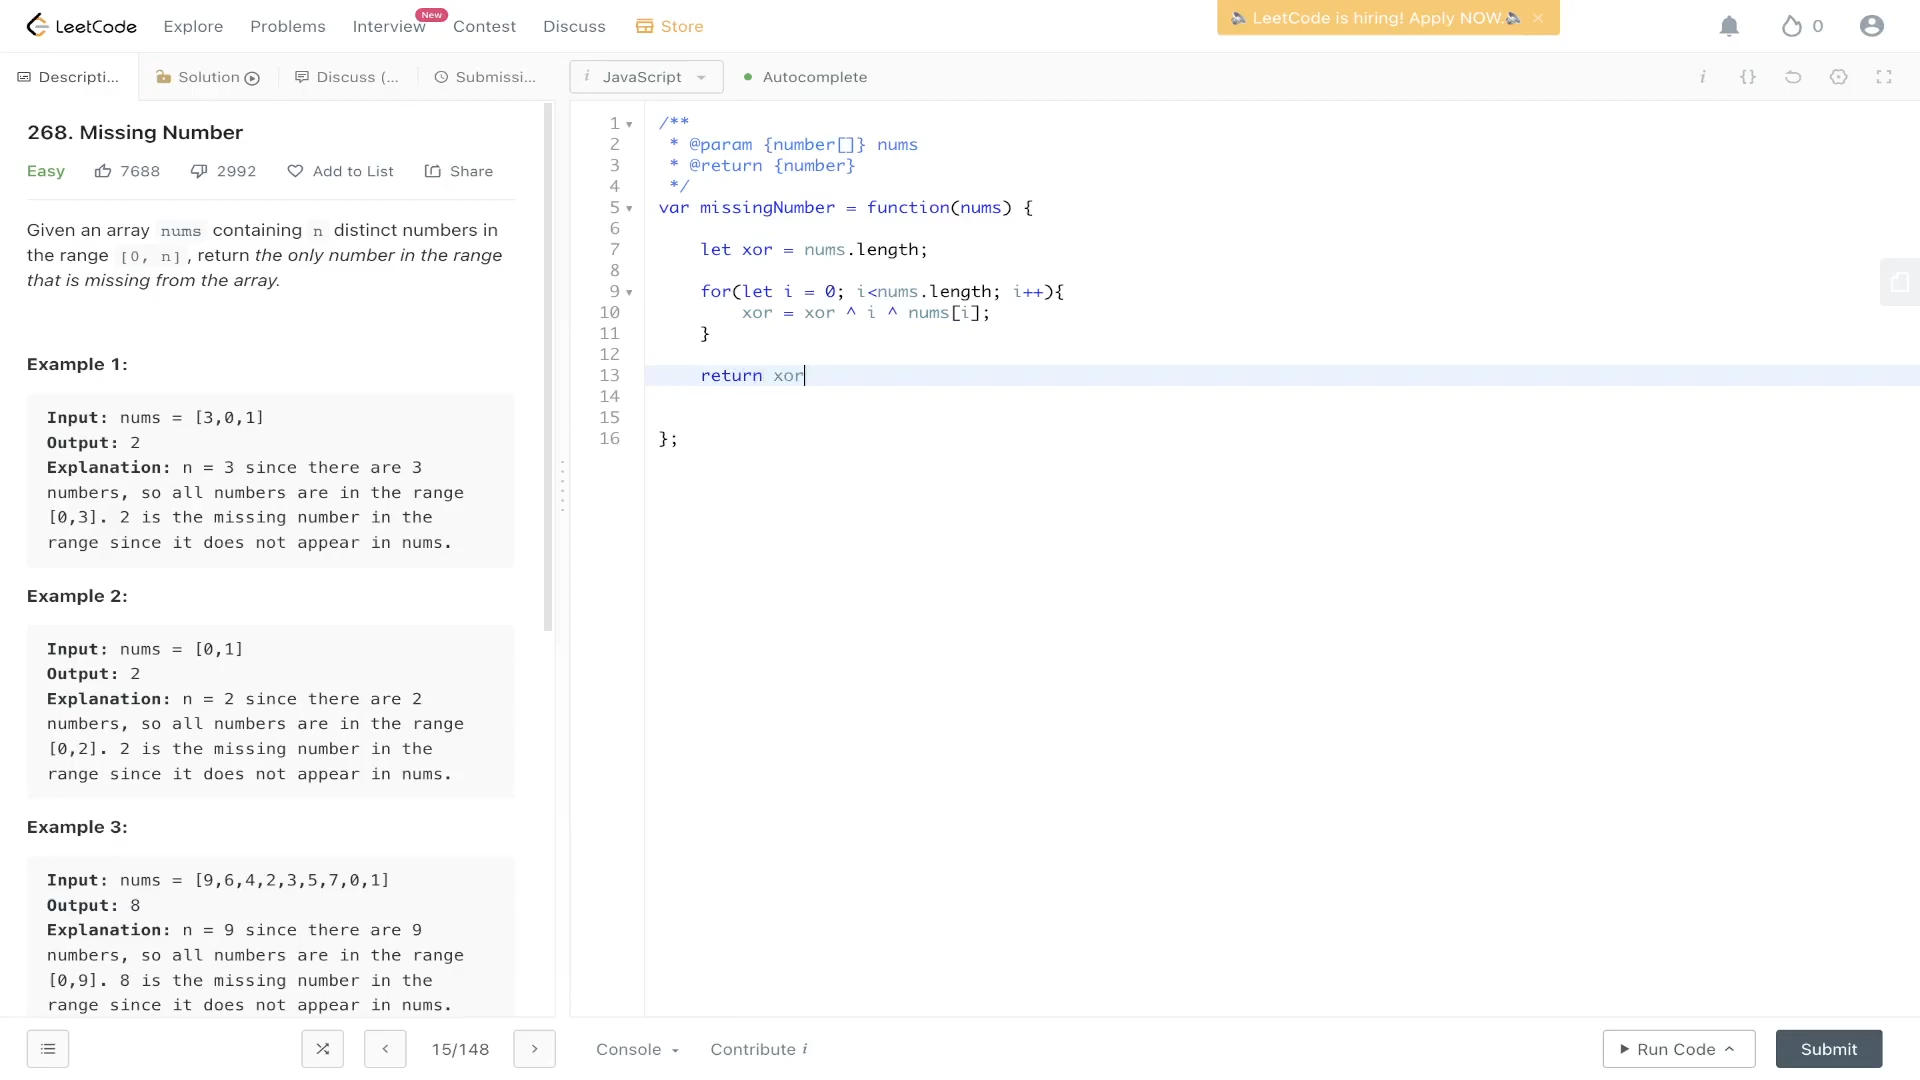 LeetCode Explore Problems Interview New Contest Discuss Store LeetCode is hiring! Apply NOW. 0
Descripti... Solution Discuss (... Submissi... i JavaScript Autocomplete i {}
268. Missing Number
Easy 7688 2992 Add to List Share
Given an array nums containing n distinct numbers in
the range [0, n], return the only number in the range
that is missing from the array.
Example 1:
Input: nums = [3,0,1]
Output: 2
Explanation: n = 3 since there are 3
numbers, so all numbers are in the range
[0,3]. 2 is the missing number in the
range since it does not appear in nums.
Example 2:
Input: nums = [0,1]
Output: 2
Explanation: n = 2 since there are 2
numbers, so all numbers are in the range
[0,2]. 2 is the missing number in the
range since it does not appear in nums.
Example 3:
Input: nums = [9,6,4,2,3,5,7,0,1]
Output: 8
Explanation: n = 9 since there are 9
numbers, so all numbers are in the range
[0,9]. 8 is the missing number in the
range since it does not appear in nums.
1 /**
2 * @param {number[]} nums
3 * @return {number}
4 */
5 var missingNumber = function(nums) {
6
7 let xor = nums.length;
8
9 for(let i = 0; i<nums.length; i++){
10 xor = xor ^ i ^ nums[i];
11 }
12
13 return xor
14
15
16 };
15/148 Console Contribute i Run Code Submit